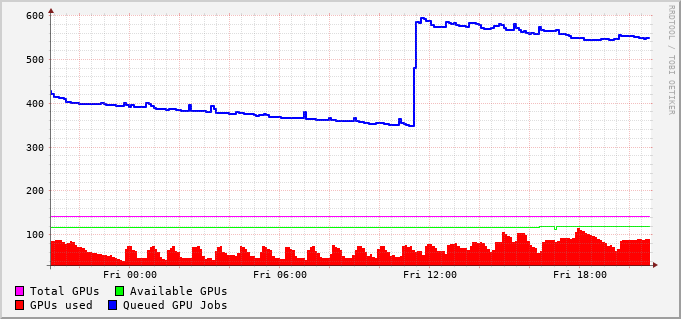 600
500
400
300
200
100
Fri 00:00 Fri 06:00 Fri 12:00 Fri 18:00
Total GPUs Available GPUs
GPUs used Queued GPU Jobs
RRDTOOL / TOBI OETIKER